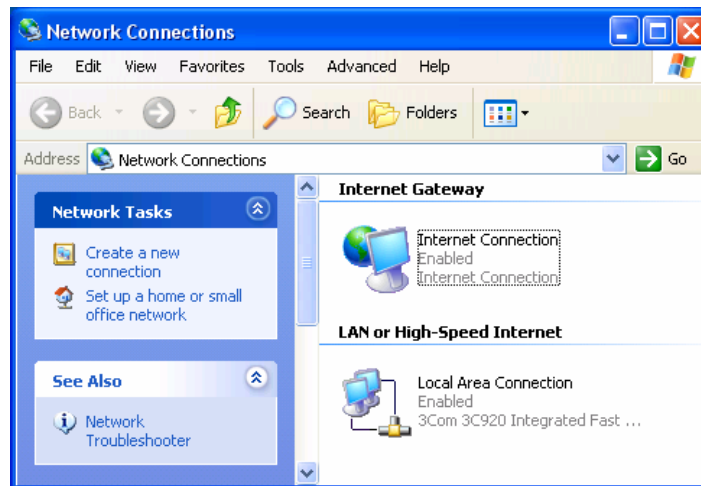 Network Connections
File Edit View Favorites Tools Advanced Help
Back Search Folders
Address Network Connections Go
Network Tasks
Create a new
connection
Set up a home or small
office network
See Also
Network
Troubleshooter
Internet Gateway
Internet Connection
Enabled
Internet Connection
LAN or High-Speed Internet
Local Area Connection
Enabled
3Com 3C920 Integrated Fast ...